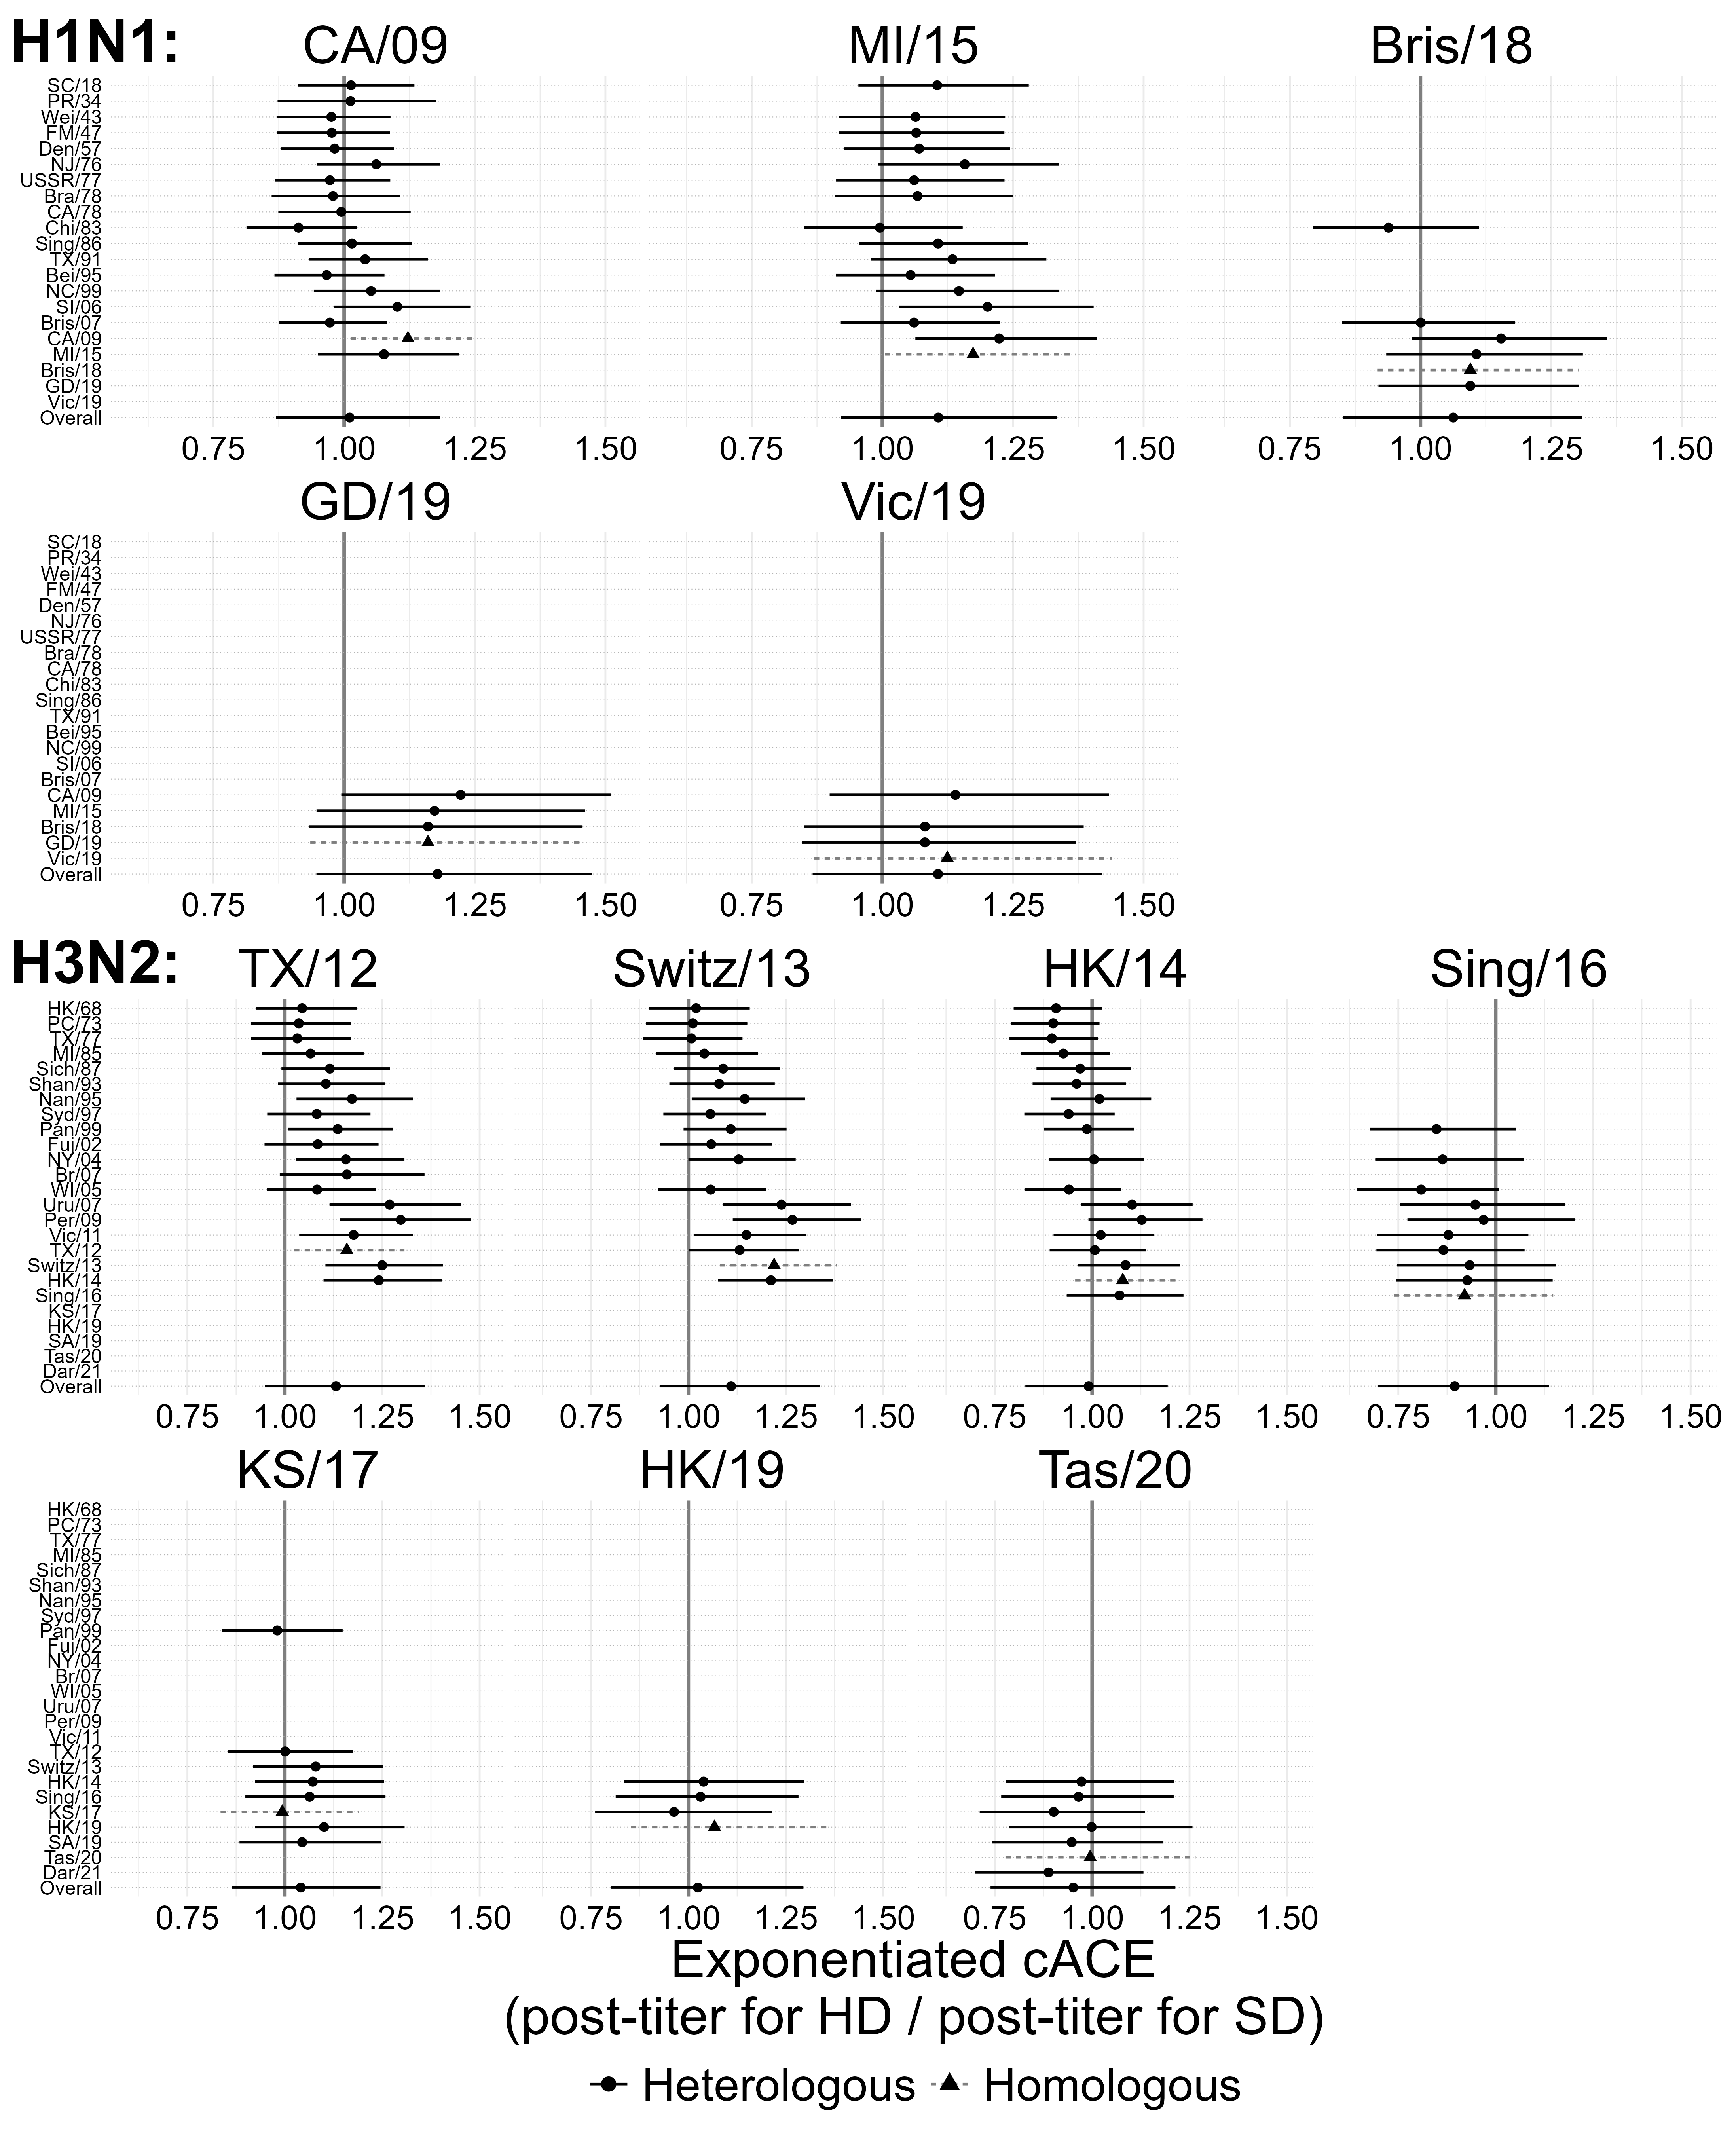 H1N1: CA/09 MI/15 Bris/18
SC/18
PR/34
Wei/43
FM/47
Den/57
NJ/76
USSR/77
Bra/78
CA/78
Chi/83
Sing/86
TX/91
Bei/95
NC/99
SI/06
Bris/07
CA/09
MI/15
Bris/18
GD/19
Vic/19
Overall
0.75 1.00 1.25 1.50 0.75 1.00 1.25 1.50 0.75 1.00 1.25 1.50
GD/19 Vic/19
SC/18
PR/34
Wei/43
FM/47
Den/57
NJ/76
USSR/77
Bra/78
CA/78
Chi/83
Sing/86
TX/91
Bei/95
NC/99
SI/06
Bris/07
CA/09
MI/15
Bris/18
GD/19
Vic/19
Overall
0.75 1.00 1.25 1.50 0.75 1.00 1.25 1.50
H3N2: TX/12 Switz/13 HK/14 Sing/16
HK/68
PC/73
TX/77
MI/85
Sich/87
Shan/93
Nan/95
Syd/97
Pan/99
Fuj/02
NY/04
Br/07
WI/05
Uru/07
Per/09
Vic/11
TX/12
Switz/13
HK/14
Sing/16
KS/17
HK/19
SA/19
Tas/20
Dar/21
Overall
0.75 1.00 1.25 1.50 0.75 1.00 1.25 1.50 0.75 1.00 1.25 1.50 0.75 1.00 1.25 1.50
KS/17 HK/19 Tas/20
HK/68
PC/73
TX/77
MI/85
Sich/87
Shan/93
Nan/95
Syd/97
Pan/99
Fuj/02
NY/04
Br/07
WI/05
Uru/07
Per/09
Vic/11
TX/12
Switz/13
HK/14
Sing/16
KS/17
HK/19
SA/19
Tas/20
Dar/21
Overall
0.75 1.00 1.25 1.50 0.75 1.00 1.25 1.50 0.75 1.00 1.25 1.50
Exponentiated cACE
(post-titer for HD / post-titer for SD)
Heterologous Homologous